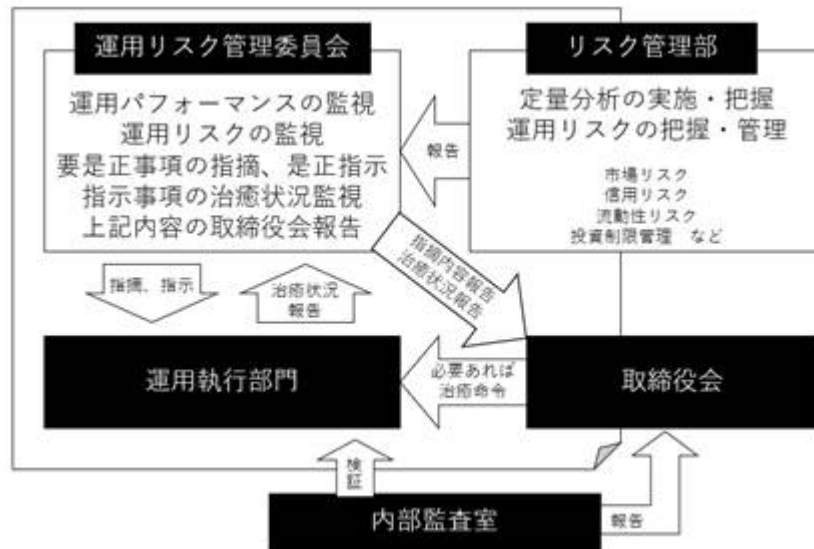 運用リスク管理委員会
運用パフォーマンスの監視
運用リスクの監視
要是正事項の指摘、是正指示
指示事項の治癒状況監視
上記内容の取締役会報告
リスク管理部
定量分析の実施・把握
運用リスクの把握・管理
市場リスク
信用リスク
流動性リスク
投資制限管理 など
報告
指摘、指示
治癒状況
報告
指摘内容報告
治癒状況報告
運用執行部門
必要あれば
治癒命令
取締役会
検証
内部監査室
報告